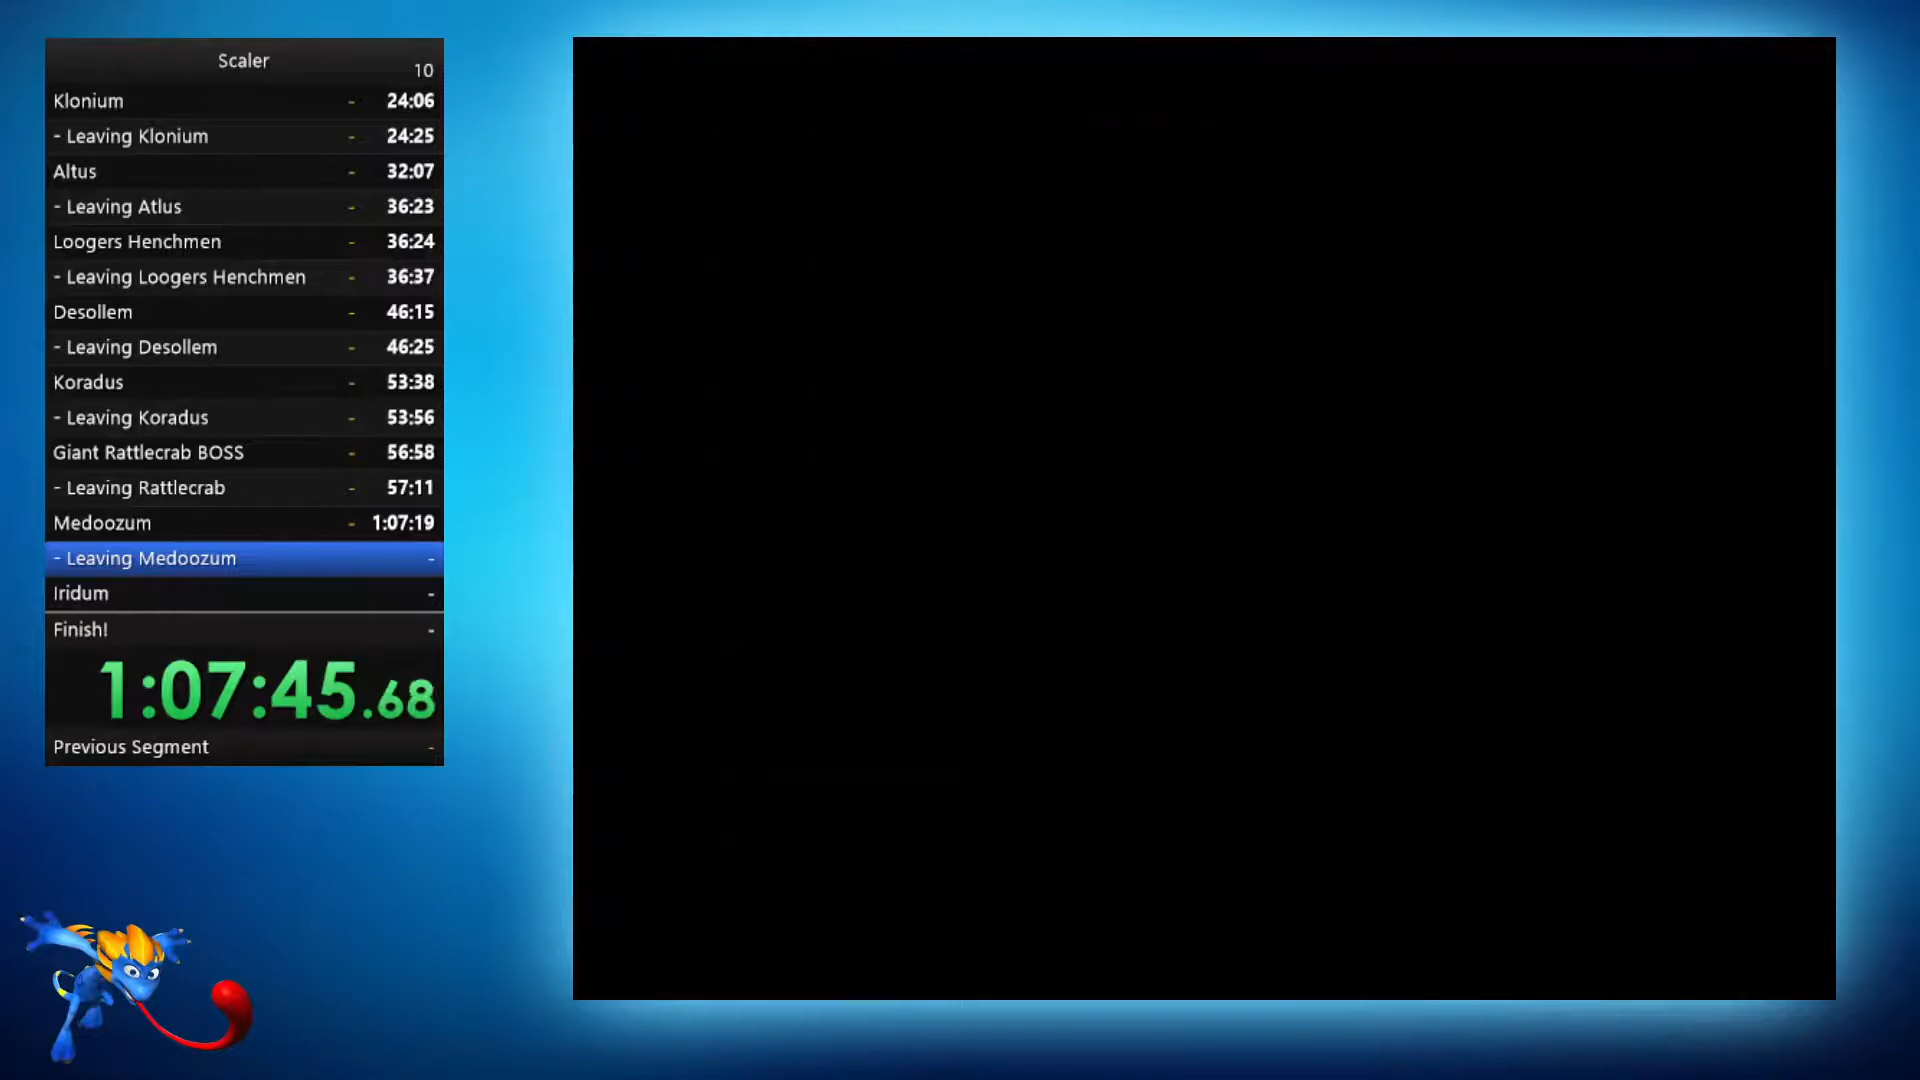 Scaler
10
Klonium - 24:06
- Leaving Klonium - 24:25
Altus - 32:07
- Leaving Atlus - 36:23
Loogers Henchmen - 36:24
- Leaving Loogers Henchmen - 36:37
Desollem - 46:15
- Leaving Desollem - 46:25
Koradus - 53:38
- Leaving Koradus - 53:56
Giant Rattlecrab BOSS - 56:58
- Leaving Rattlecrab - 57:11
Medoozum - 1:07:19
- Leaving Medoozum -
Iridum -
Finish! -
1:07:45.68
Previous Segment -